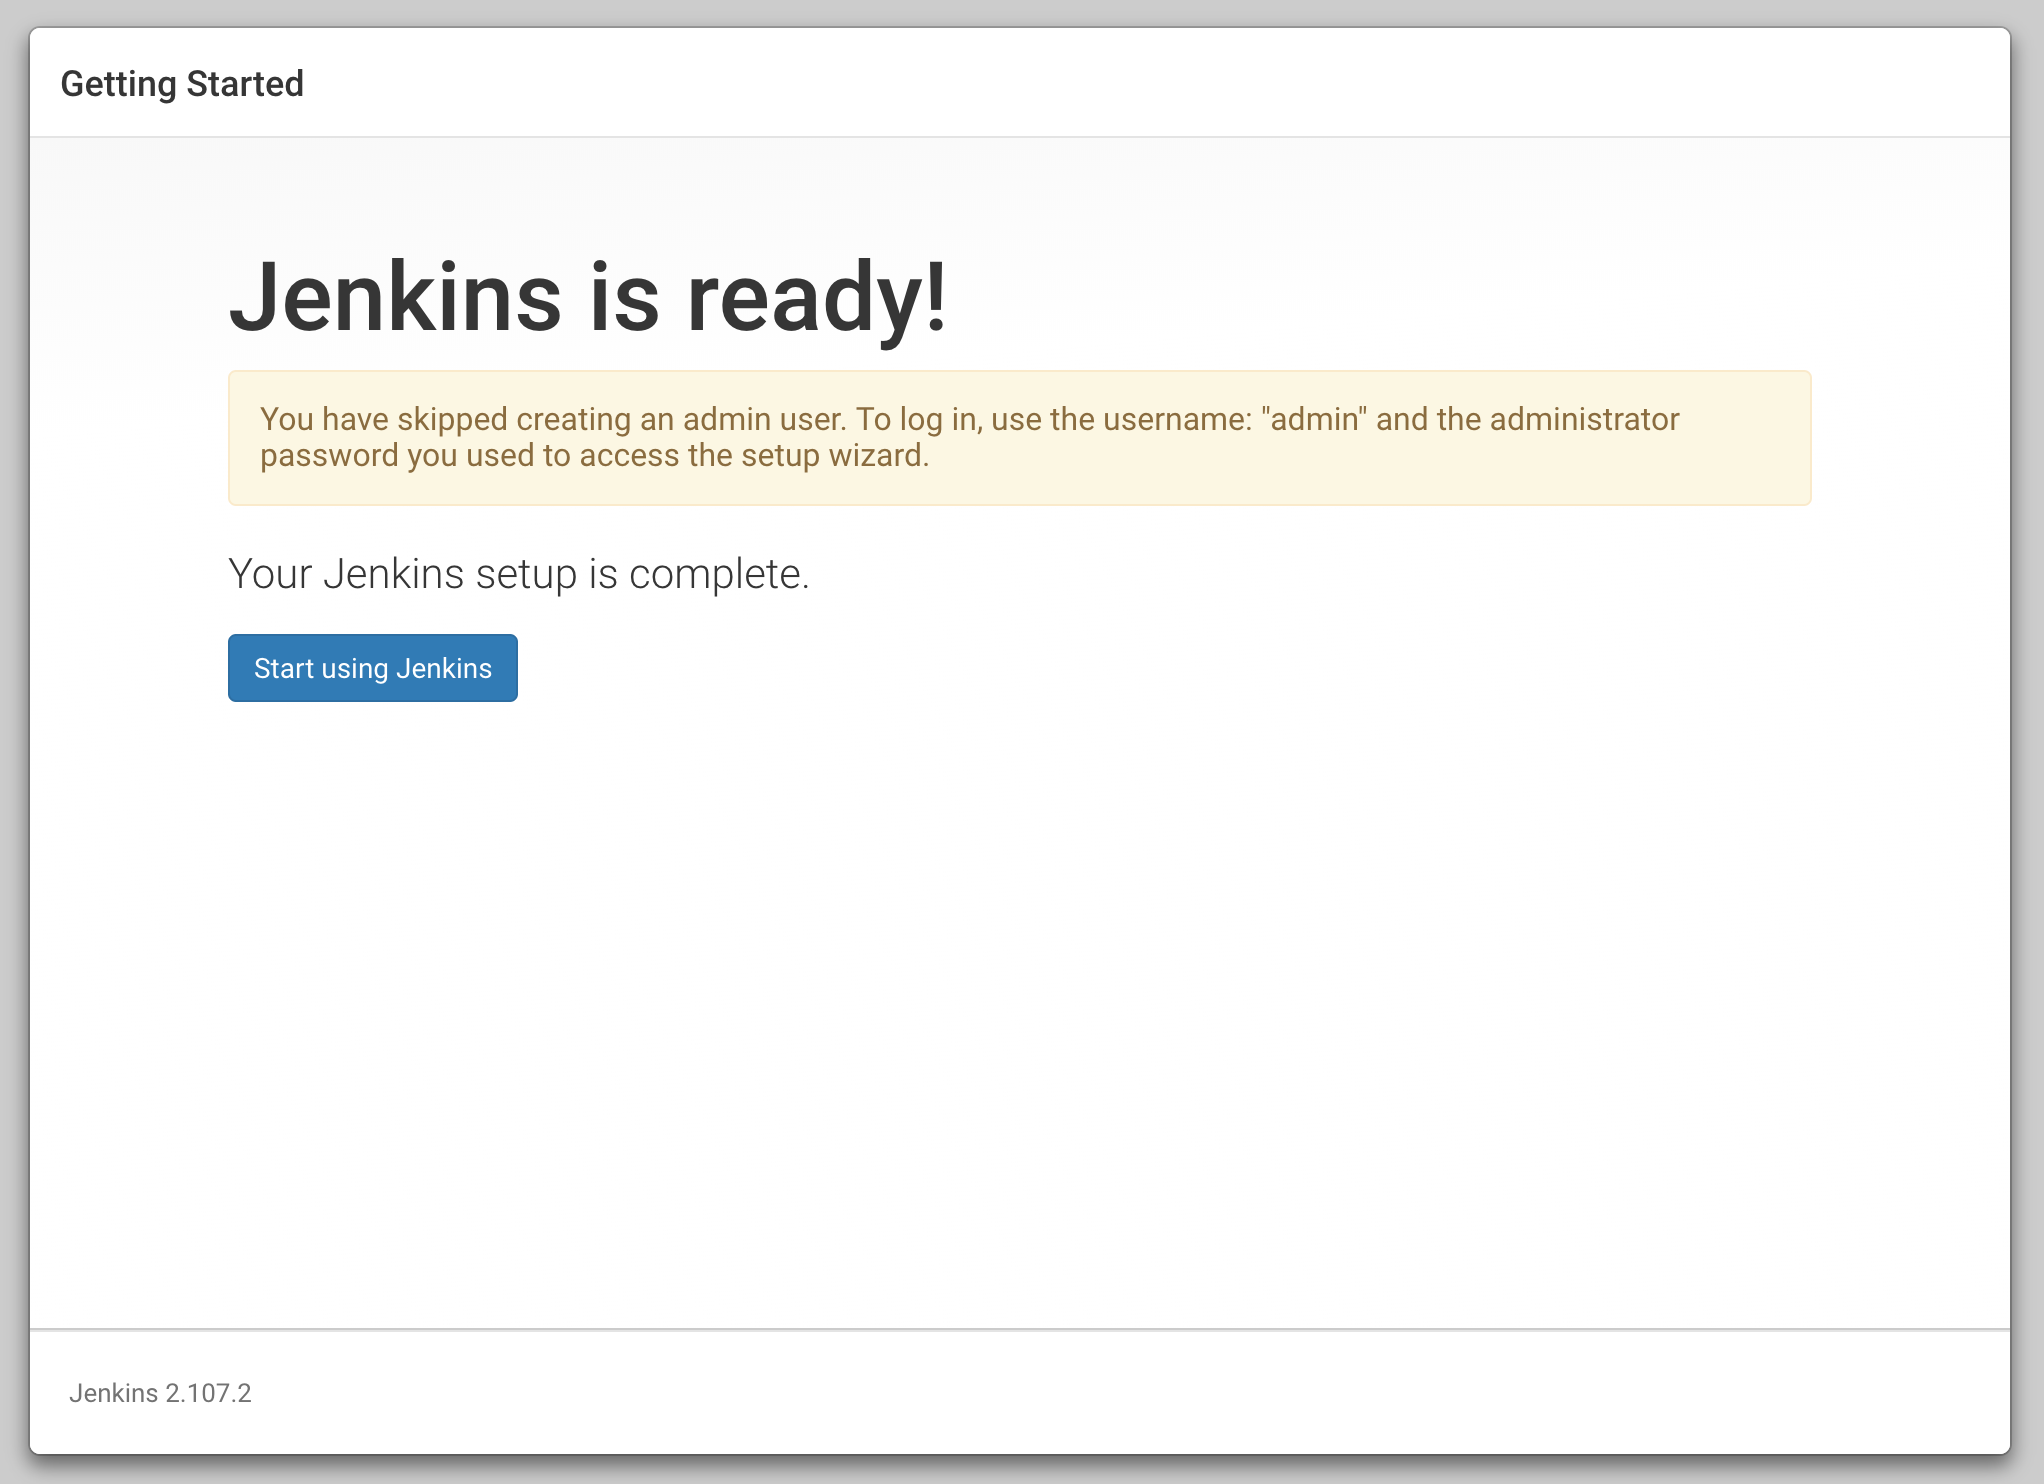 Getting Started
Jenkins is ready!
You have skipped creating an admin user. To log in, use the username: "admin" and the administrator
password you used to access the setup wizard.
Your Jenkins setup is complete.
Start using Jenkins
Jenkins 2.107.2